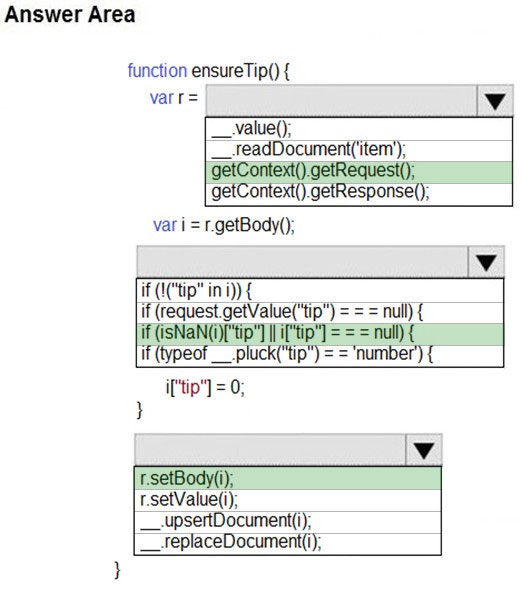 Answer Area
function ensureTip() {
var r =
__.value();
__.readDocument('item');
getContext().getRequest();
getContext().getResponse();
var i = r.getBody();
if (!("tip" in i)) {
if (request.getValue("tip") = = = null) {
if (isNaN(i)["tip"] || i["tip"] = = = null) {
if (typeof __.pluck("tip") = = 'number') {
i["tip"] = 0;
}
r.setBody(i);
r.setValue(i);
__.upsertDocument(i);
__.replaceDocument(i);
}